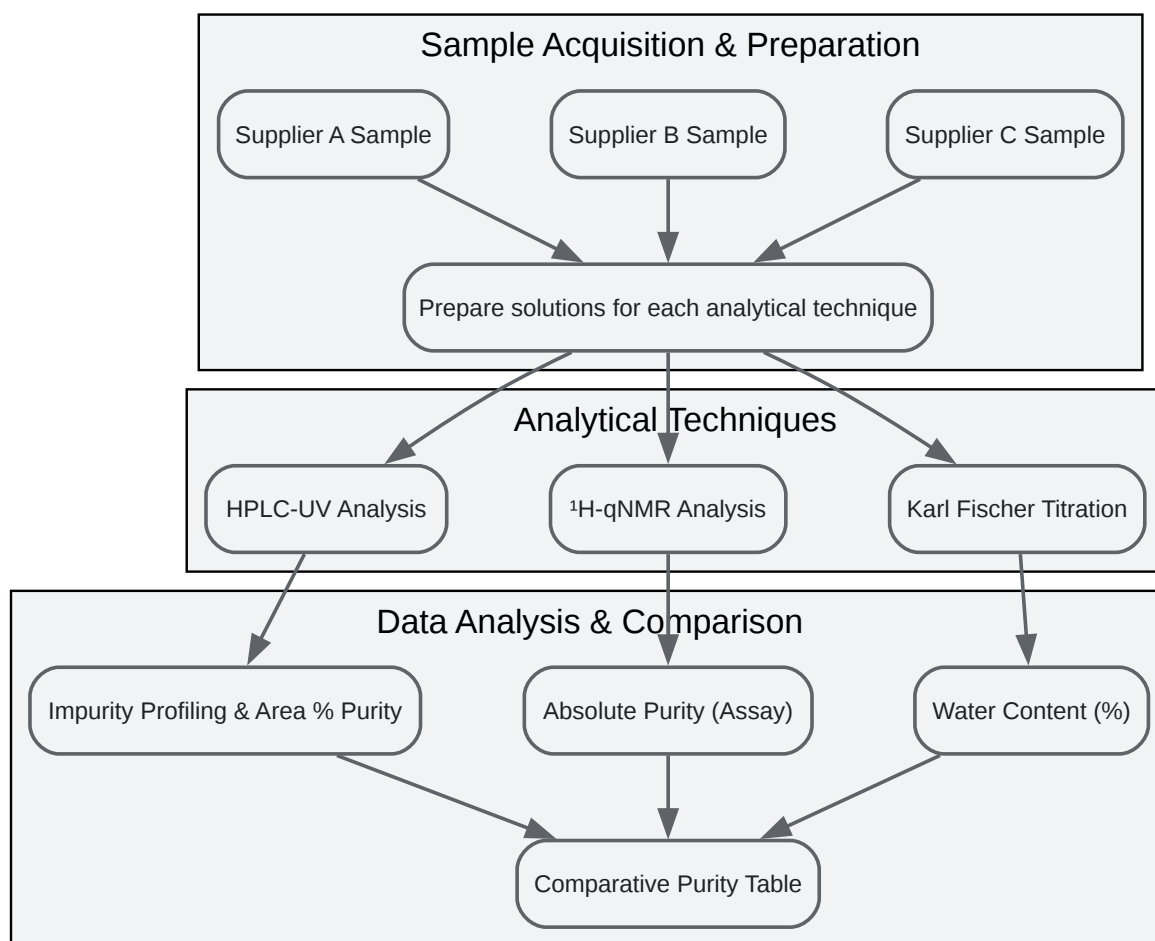 Sample Acquisition & Preparation
Supplier A Sample
Supplier B Sample
Supplier C Sample
Prepare solutions for each analytical technique
Analytical Techniques
HPLC-UV Analysis
¹H-qNMR Analysis
Karl Fischer Titration
Data Analysis & Comparison
Impurity Profiling & Area % Purity
Absolute Purity (Assay)
Water Content (%)
Comparative Purity Table